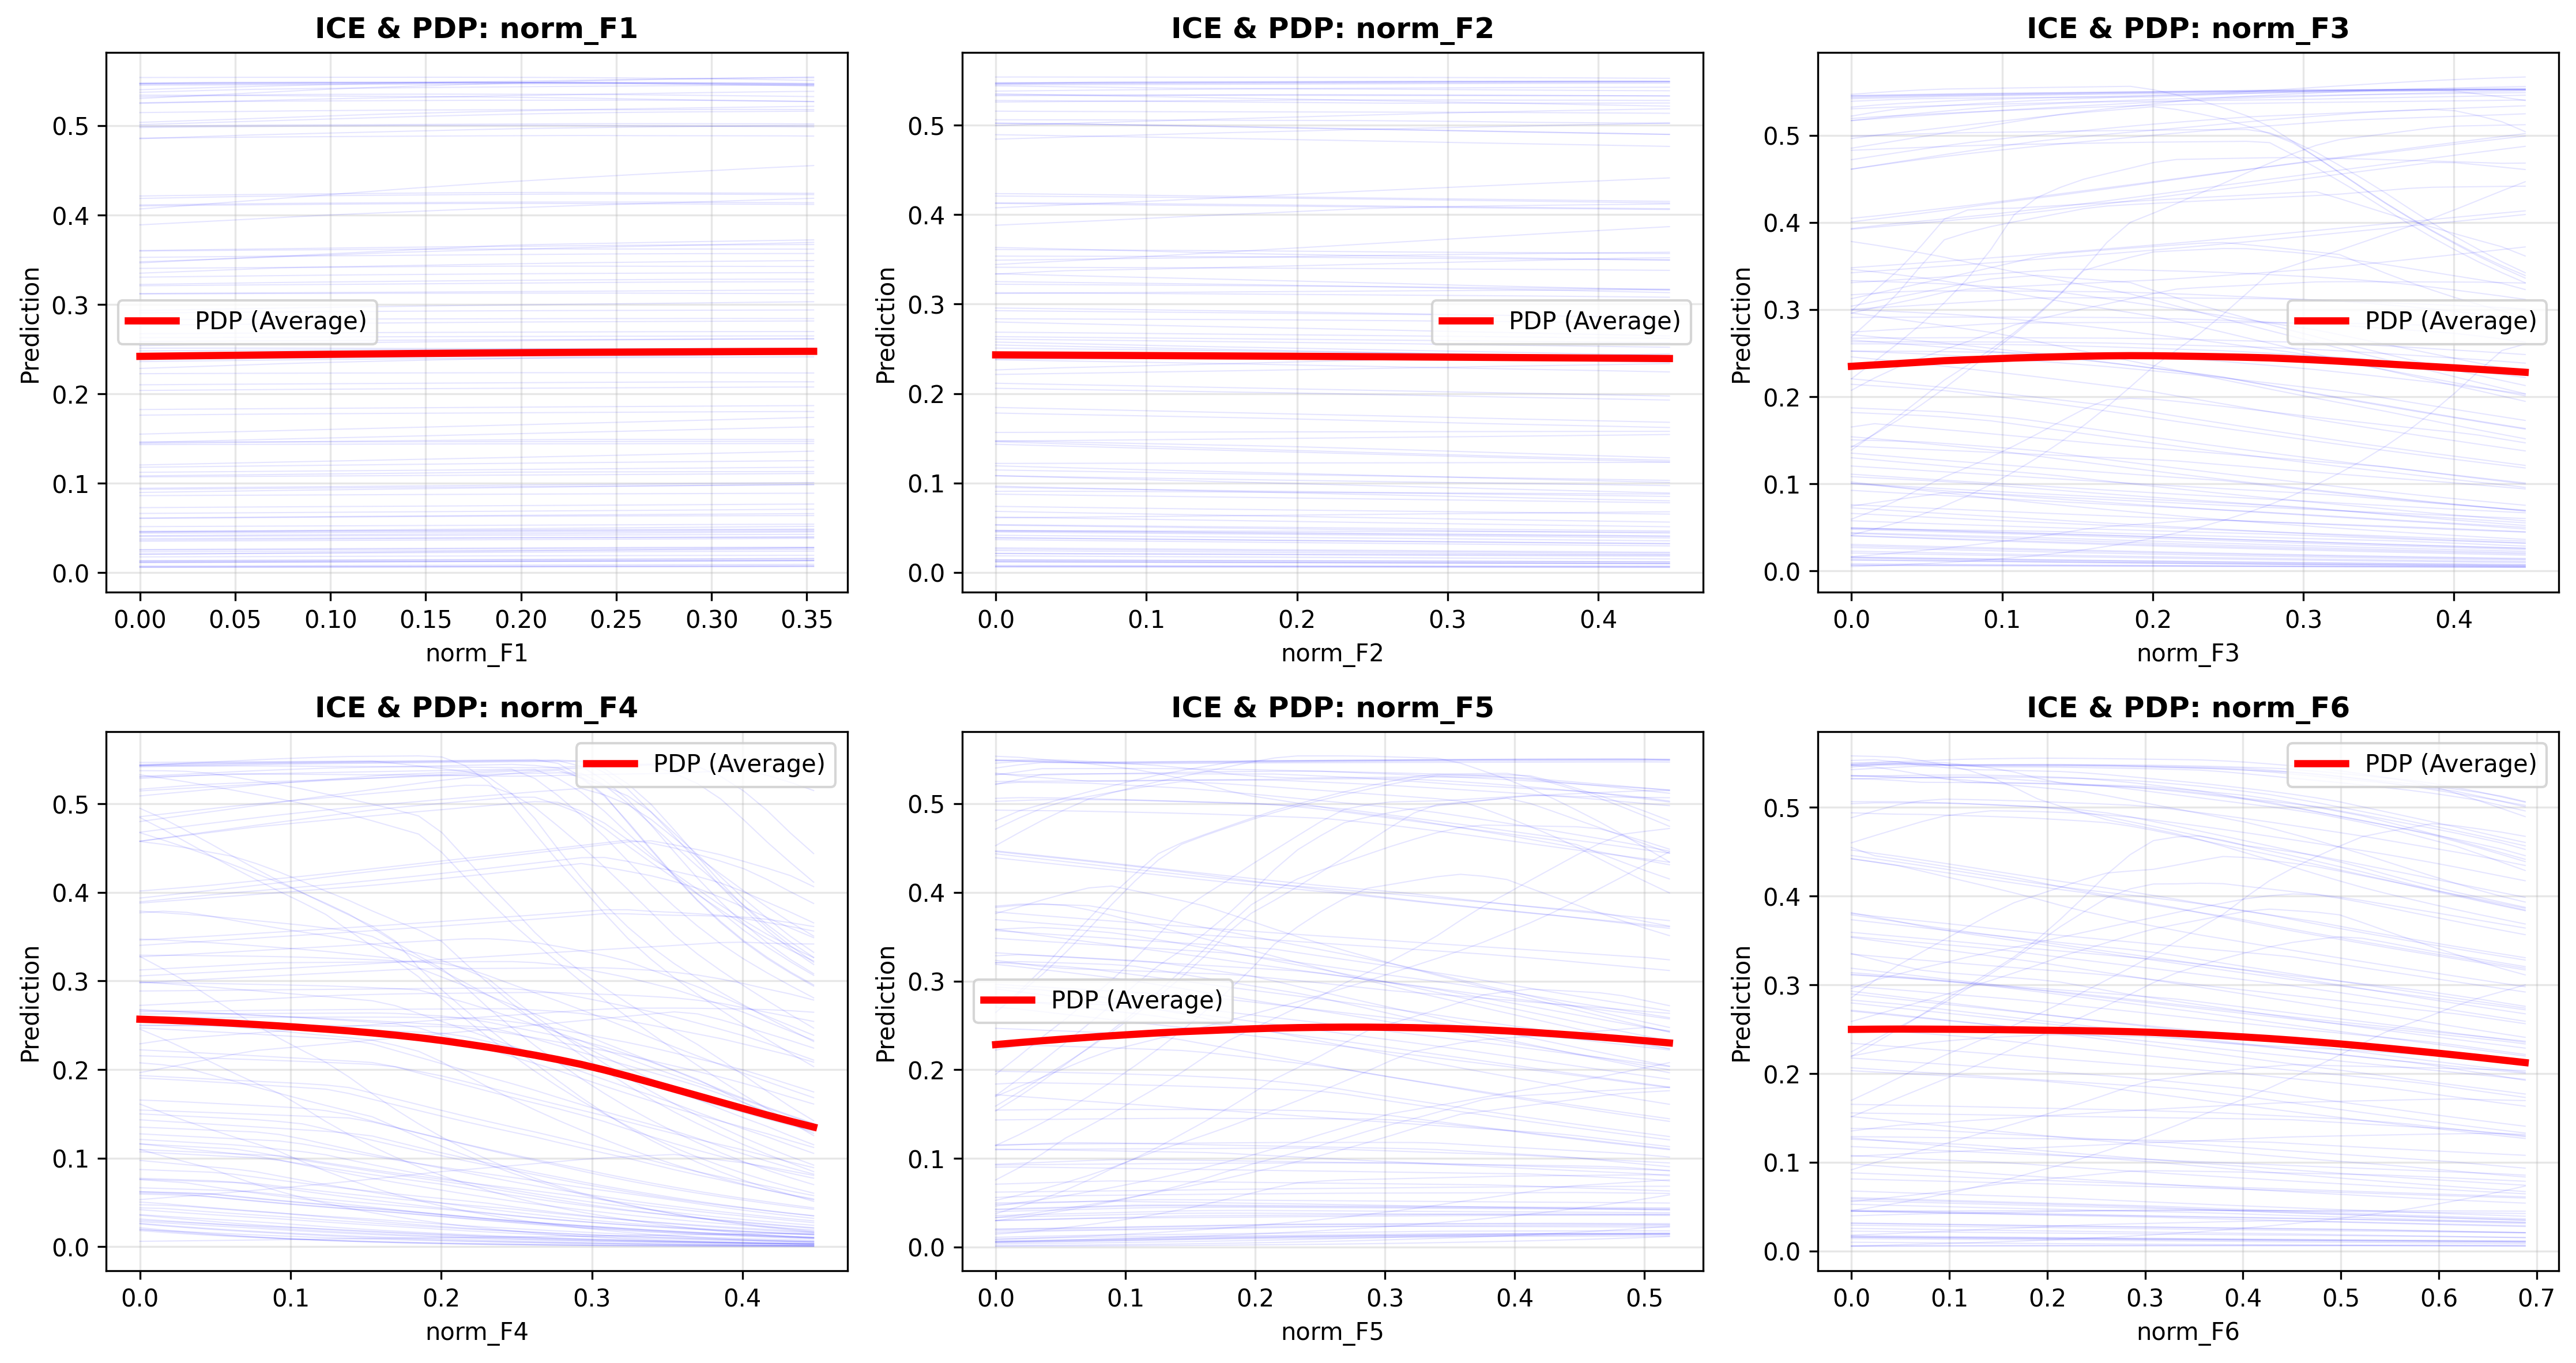 ICE & PDP: norm_F1
Prediction
0.5
0.4
0.3
0.2
0.1
0.0
PDP (Average)
0.00 0.05 0.10 0.15 0.20 0.25 0.30 0.35
norm_F1
ICE & PDP: norm_F2
Prediction
0.5
0.4
0.3
0.2
0.1
0.0
PDP (Average)
0.0 0.1 0.2 0.3 0.4
norm_F2
ICE & PDP: norm_F3
Prediction
0.5
0.4
0.3
0.2
0.1
0.0
PDP (Average)
0.0 0.1 0.2 0.3 0.4
norm_F3
ICE & PDP: norm_F4
Prediction
0.5
0.4
0.3
0.2
0.1
0.0
PDP (Average)
0.0 0.1 0.2 0.3 0.4
norm_F4
ICE & PDP: norm_F5
Prediction
0.5
0.4
0.3
0.2
0.1
0.0
PDP (Average)
0.0 0.1 0.2 0.3 0.4 0.5
norm_F5
ICE & PDP: norm_F6
Prediction
0.5
0.4
0.3
0.2
0.1
0.0
PDP (Average)
0.0 0.1 0.2 0.3 0.4 0.5 0.6 0.7
norm_F6